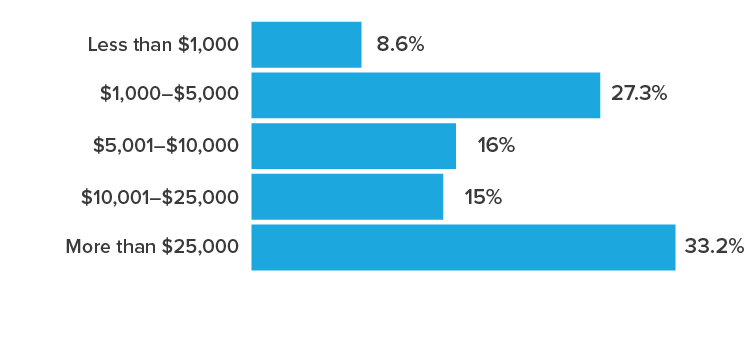 Less than $1,000 8.6%
$1,000–$5,000 27.3%
$5,001–$10,000 16%
$10,001–$25,000 15%
More than $25,000 33.2%